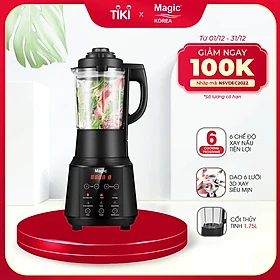 TIKI x Magic
KOREA
TỪ 01/12 - 31/12
GIẢM NGAY
100K
Nhập mã: NSVDEC2022
*Số lượng có hạn
6
COOKING
PROGRAMS
6 CHẾ ĐỘ
XAY NẤU
TIỆN LỢI
DAO 6 LƯỠI
3D XAY
SIÊU MỊN
CỐI THỦY
TINH 1.75L
Magic